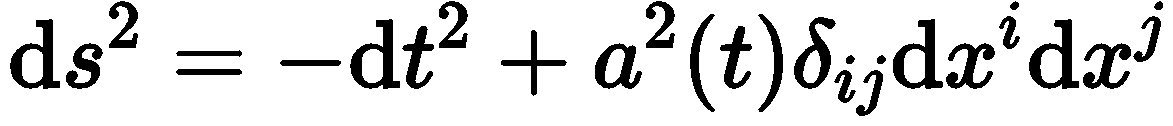 ds² = −dt² + a²(t)δᵢⱼdxⁱdxʲ